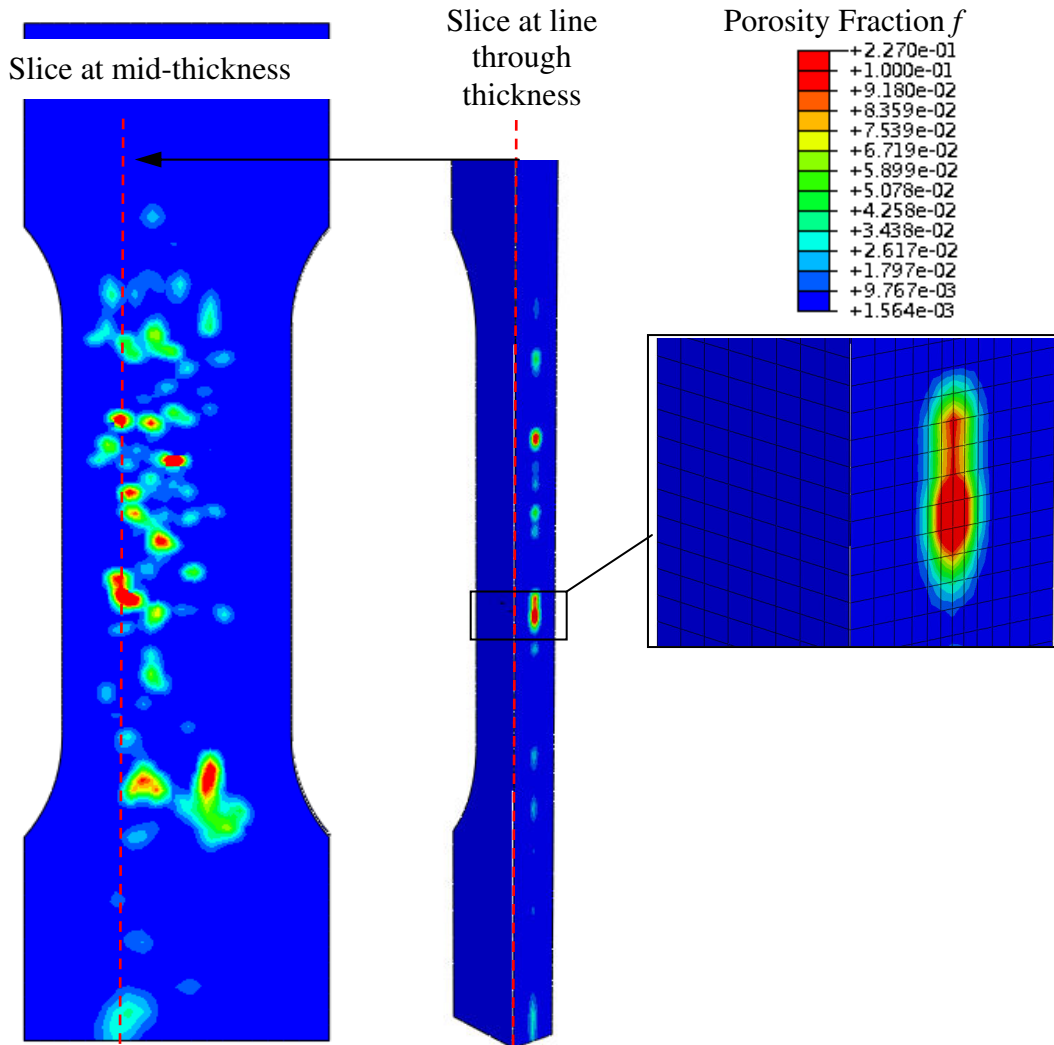 Slice at mid-thickness
Slice at line
through
thickness
Porosity Fraction f
+2.270e-01
+1.000e-01
+9.180e-02
+8.359e-02
+7.539e-02
+6.719e-02
+5.899e-02
+5.078e-02
+4.258e-02
+3.438e-02
+2.617e-02
+1.797e-02
+9.767e-03
+1.564e-03